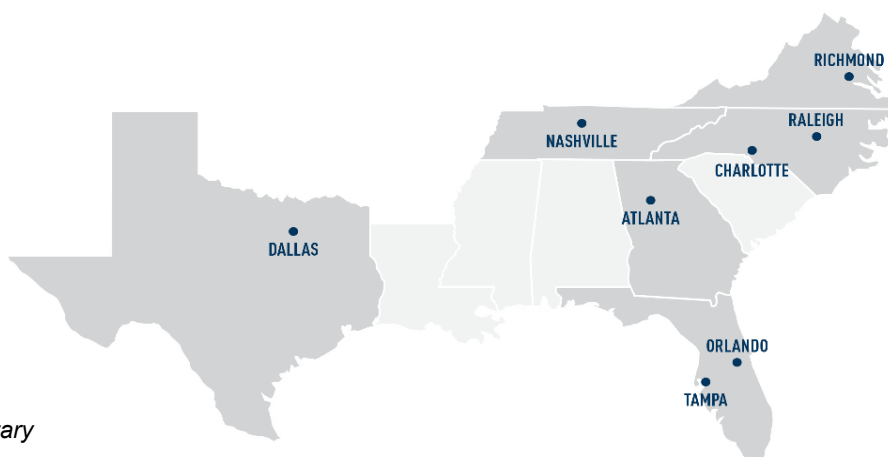 RICHMOND
RALEIGH
NASHVILLE
CHARLOTTE
ATLANTA
DALLAS
ORLANDO
TAMPA